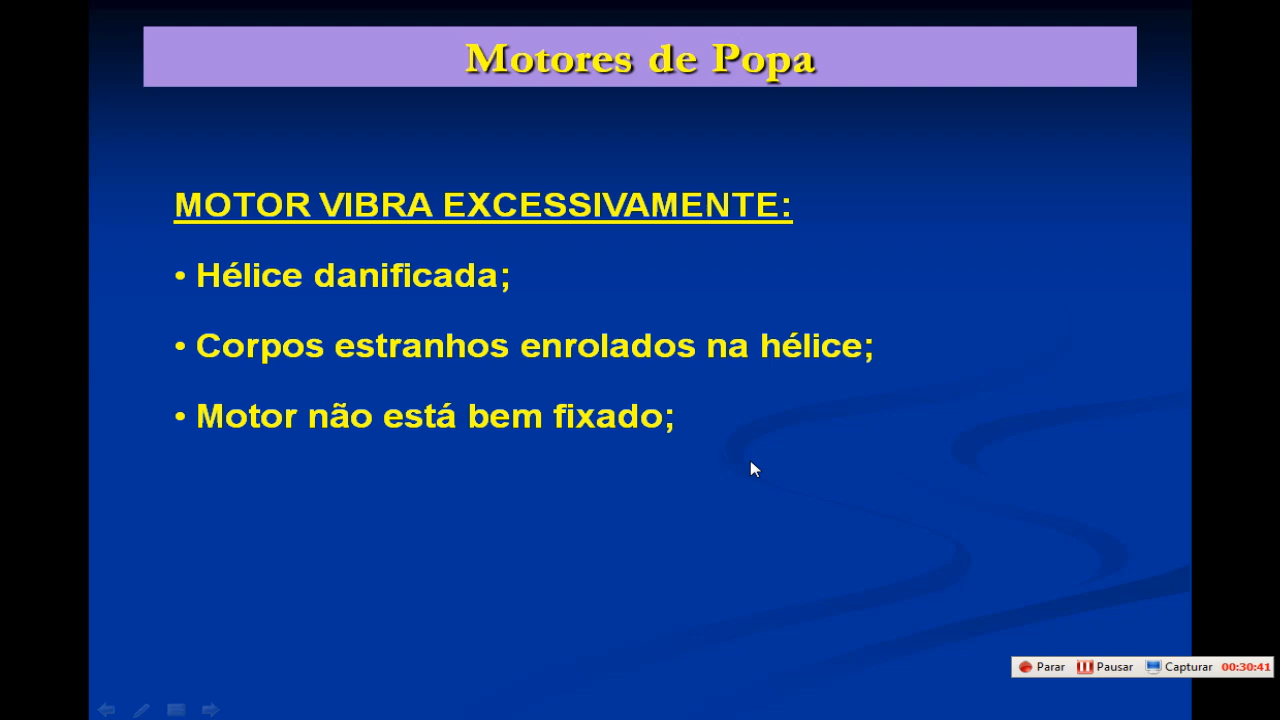 Motores de Popa
MOTOR VIBRA EXCESSIVAMENTE:
• Hélice danificada;
• Corpos estranhos enrolados na hélice;
• Motor não está bem fixado;
Parar Pausar Capturar 00:30:41